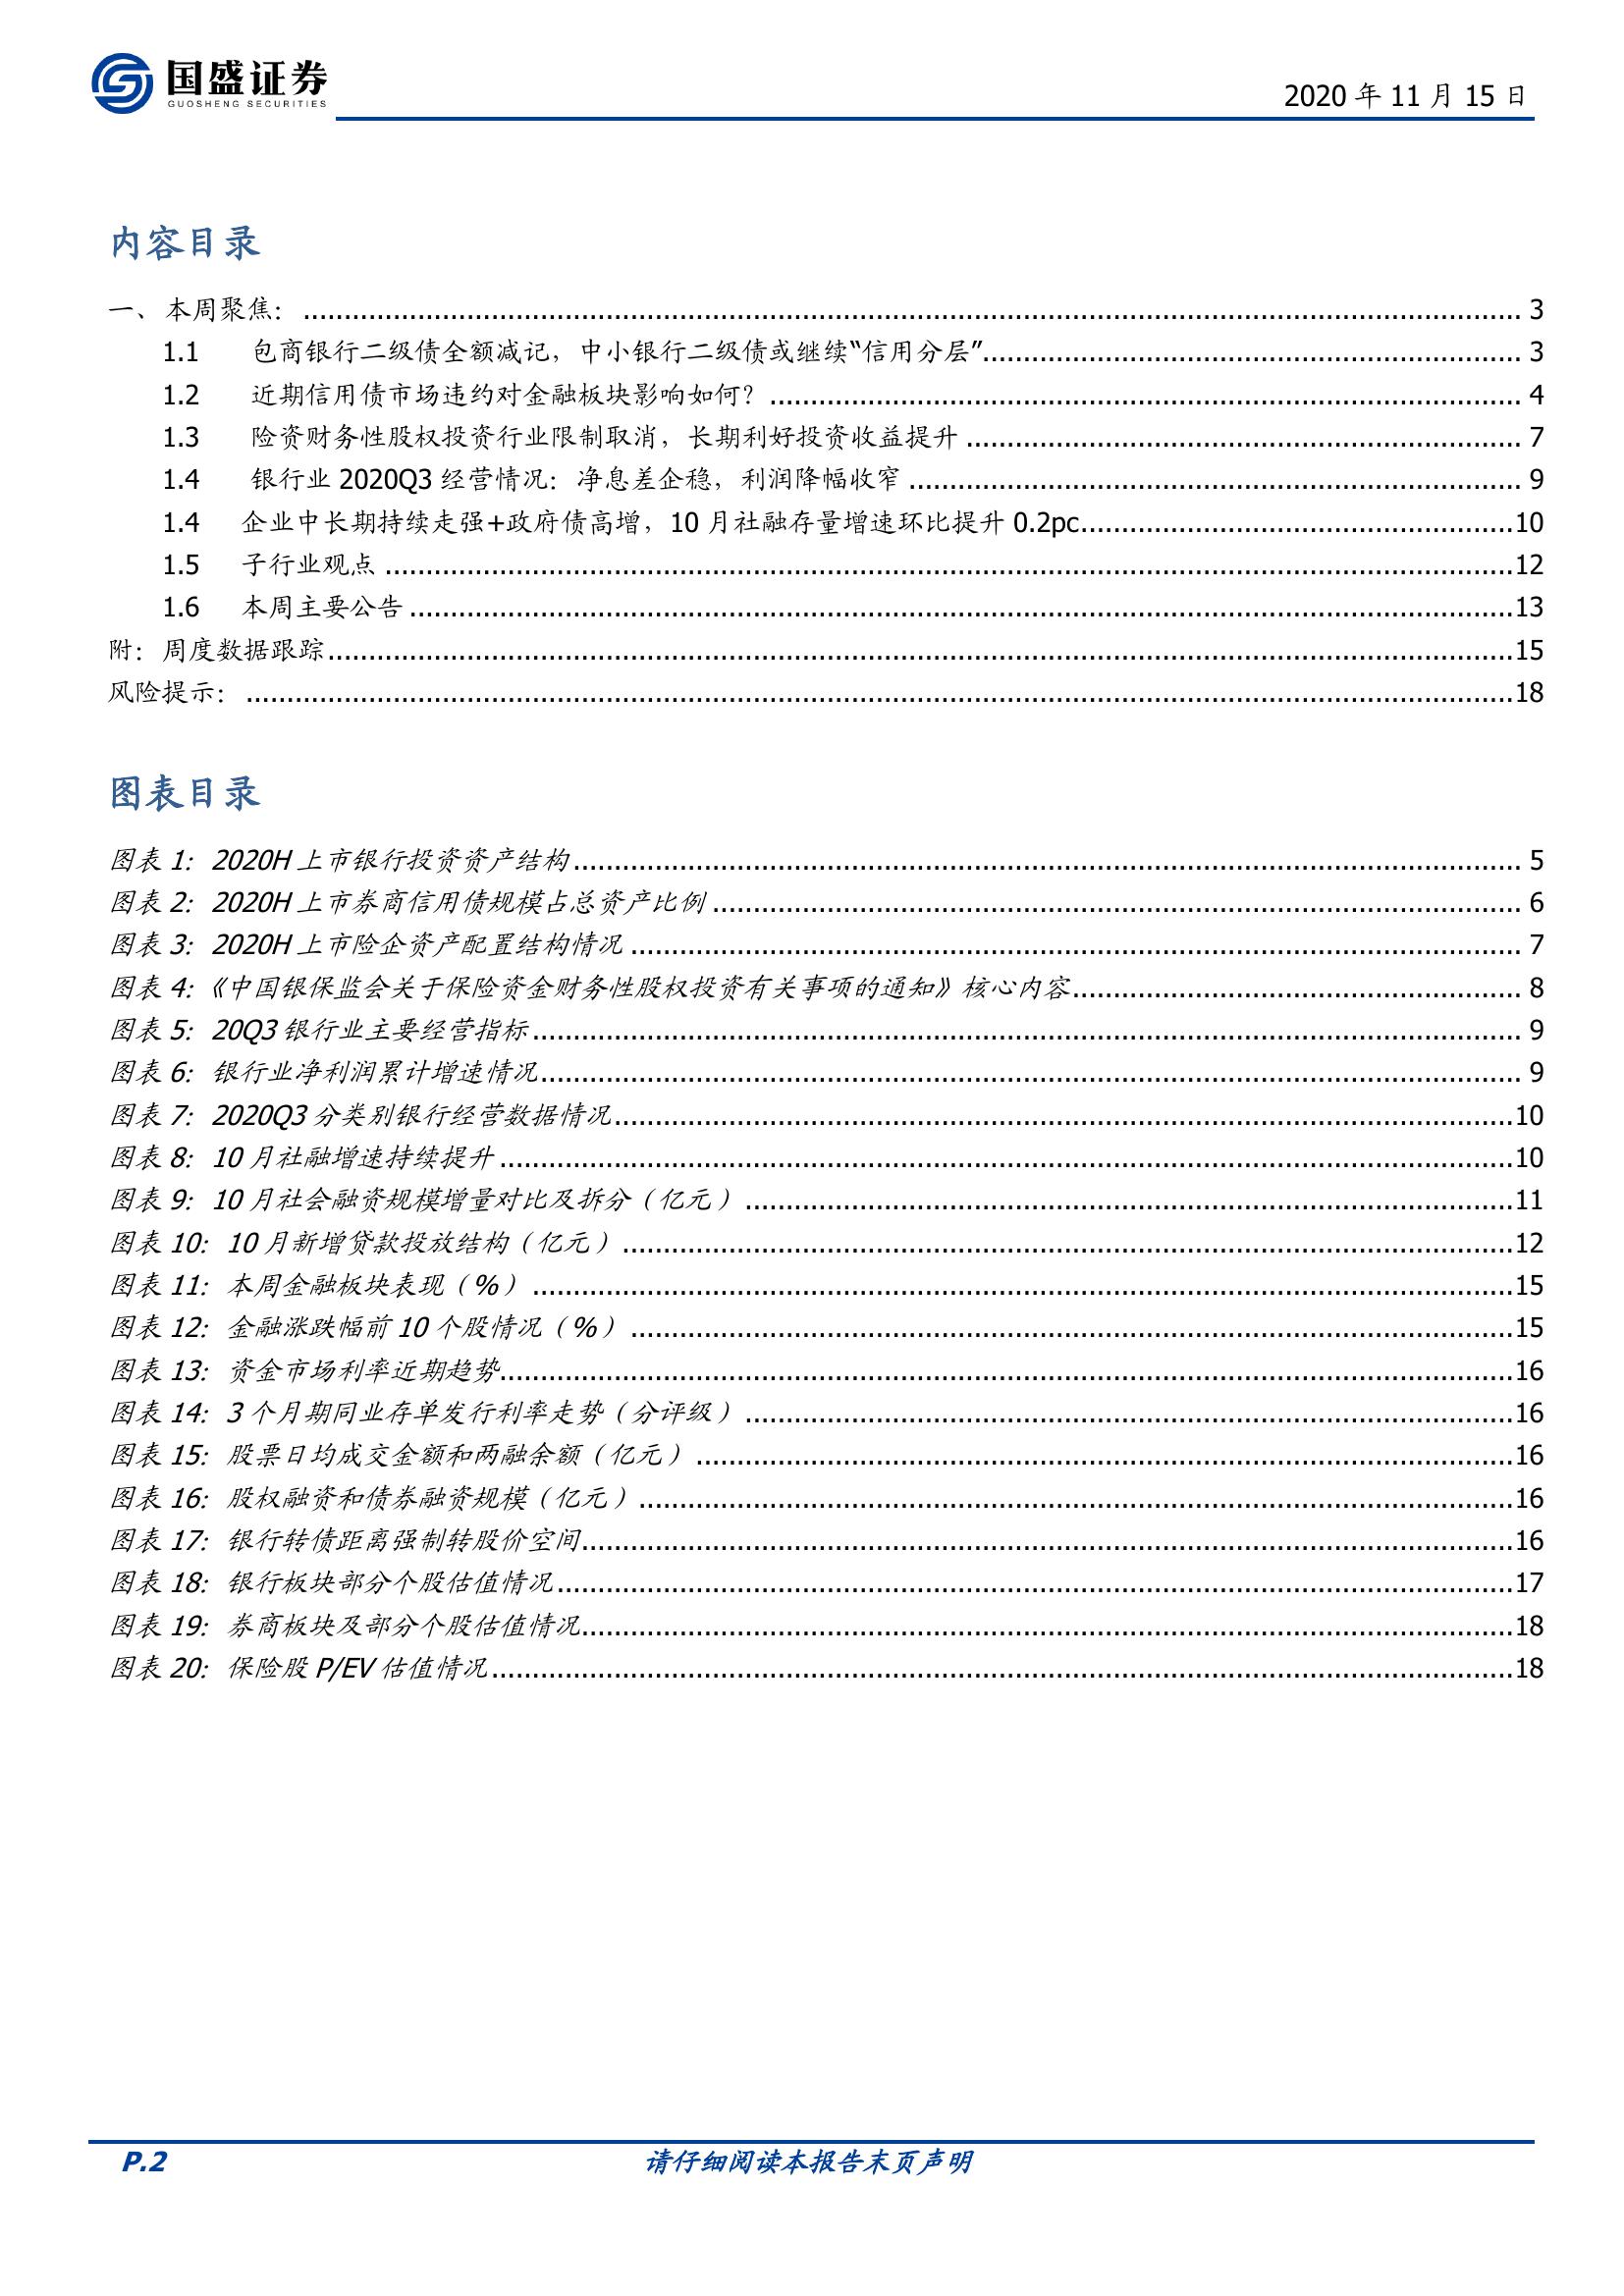 国盛证券
GUOSHENG SECURITIES
2020 年 11 月 15 日
内容目录
一、本周聚焦： 3
1.1 包商银行二级债全额减记，中小银行二级债或继续“信用分层” 3
1.2 近期信用债市场违约对金融板块影响如何？ 4
1.3 险资财务性股权投资行业限制取消，长期利好投资收益提升 7
1.4 银行业 2020Q3 经营情况：净息差企稳，利润降幅收窄 9
1.4 企业中长期持续走强+政府债高增，10 月社融存量增速环比提升 0.2pc 10
1.5 子行业观点 12
1.6 本周主要公告 13
附：周度数据跟踪 15
风险提示： 18
图表目录
图表 1：2020H 上市银行投资资产结构 5
图表 2：2020H 上市券商信用债规模占总资产比例 6
图表 3：2020H 上市险企资产配置结构情况 7
图表 4：《中国银保监会关于保险资金财务性股权投资有关事项的通知》核心内容 8
图表 5：20Q3 银行业主要经营指标 9
图表 6：银行业净利润累计增速情况 9
图表 7：2020Q3 分类别银行经营数据情况 10
图表 8：10 月社融增速持续提升 10
图表 9：10 月社会融资规模增量对比及拆分（亿元） 11
图表 10：10 月新增贷款投放结构（亿元） 12
图表 11：本周金融板块表现（%） 15
图表 12：金融涨跌幅前 10 个股情况（%） 15
图表 13：资金市场利率近期趋势 16
图表 14：3 个月期同业存单发行利率走势（分评级） 16
图表 15：股票日均成交金额和两融余额（亿元） 16
图表 16：股权融资和债券融资规模（亿元） 16
图表 17：银行转债距离强制转股价空间 16
图表 18：银行板块部分个股估值情况 17
图表 19：券商板块及部分个股估值情况 18
图表 20：保险股 P/EV 估值情况 18
P.2 请仔细阅读本报告末页声明